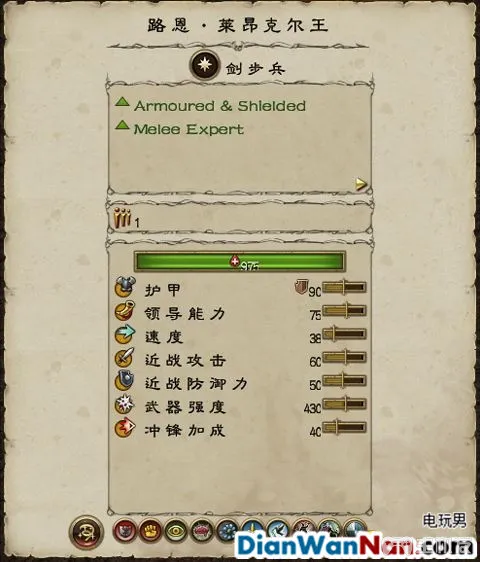 路恩·莱昂克尔王
剑步兵
Armoured & Shielded
Melee Expert
1
975
护甲 90
领导能力 75
速度 38
近战攻击 60
近战防御力 50
武器强度 430
冲锋加成 40
电玩男
DianWanNan.com